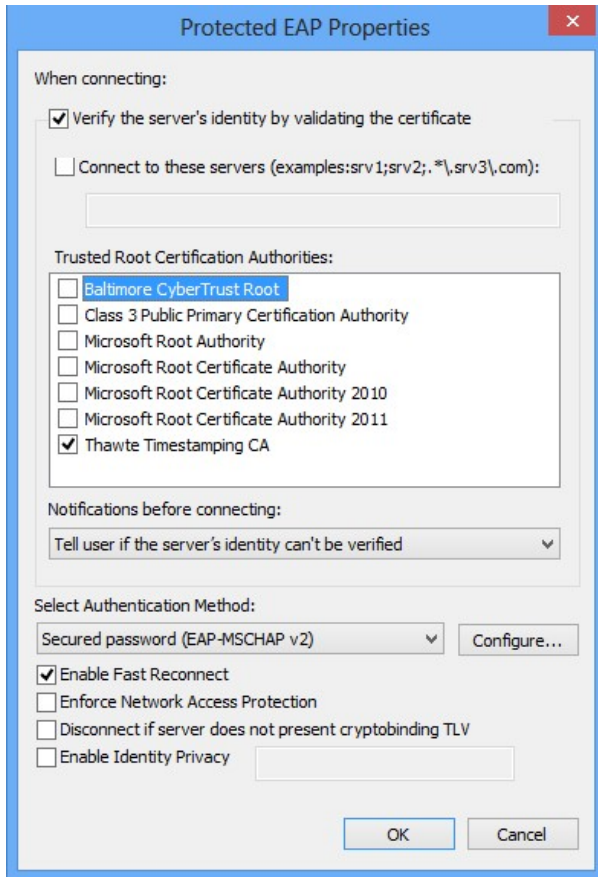 Protected EAP Properties
When connecting:
Verify the server's identity by validating the certificate
Connect to these servers (examples:srv1;srv2;.*\.srv3\.com):
Trusted Root Certification Authorities:
Baltimore CyberTrust Root
Class 3 Public Primary Certification Authority
Microsoft Root Authority
Microsoft Root Certificate Authority
Microsoft Root Certificate Authority 2010
Microsoft Root Certificate Authority 2011
Thawte Timestamping CA
Notifications before connecting:
Tell user if the server's identity can't be verified
Select Authentication Method:
Secured password (EAP-MSCHAP v2) Configure...
Enable Fast Reconnect
Enforce Network Access Protection
Disconnect if server does not present cryptobinding TLV
Enable Identity Privacy
OK Cancel